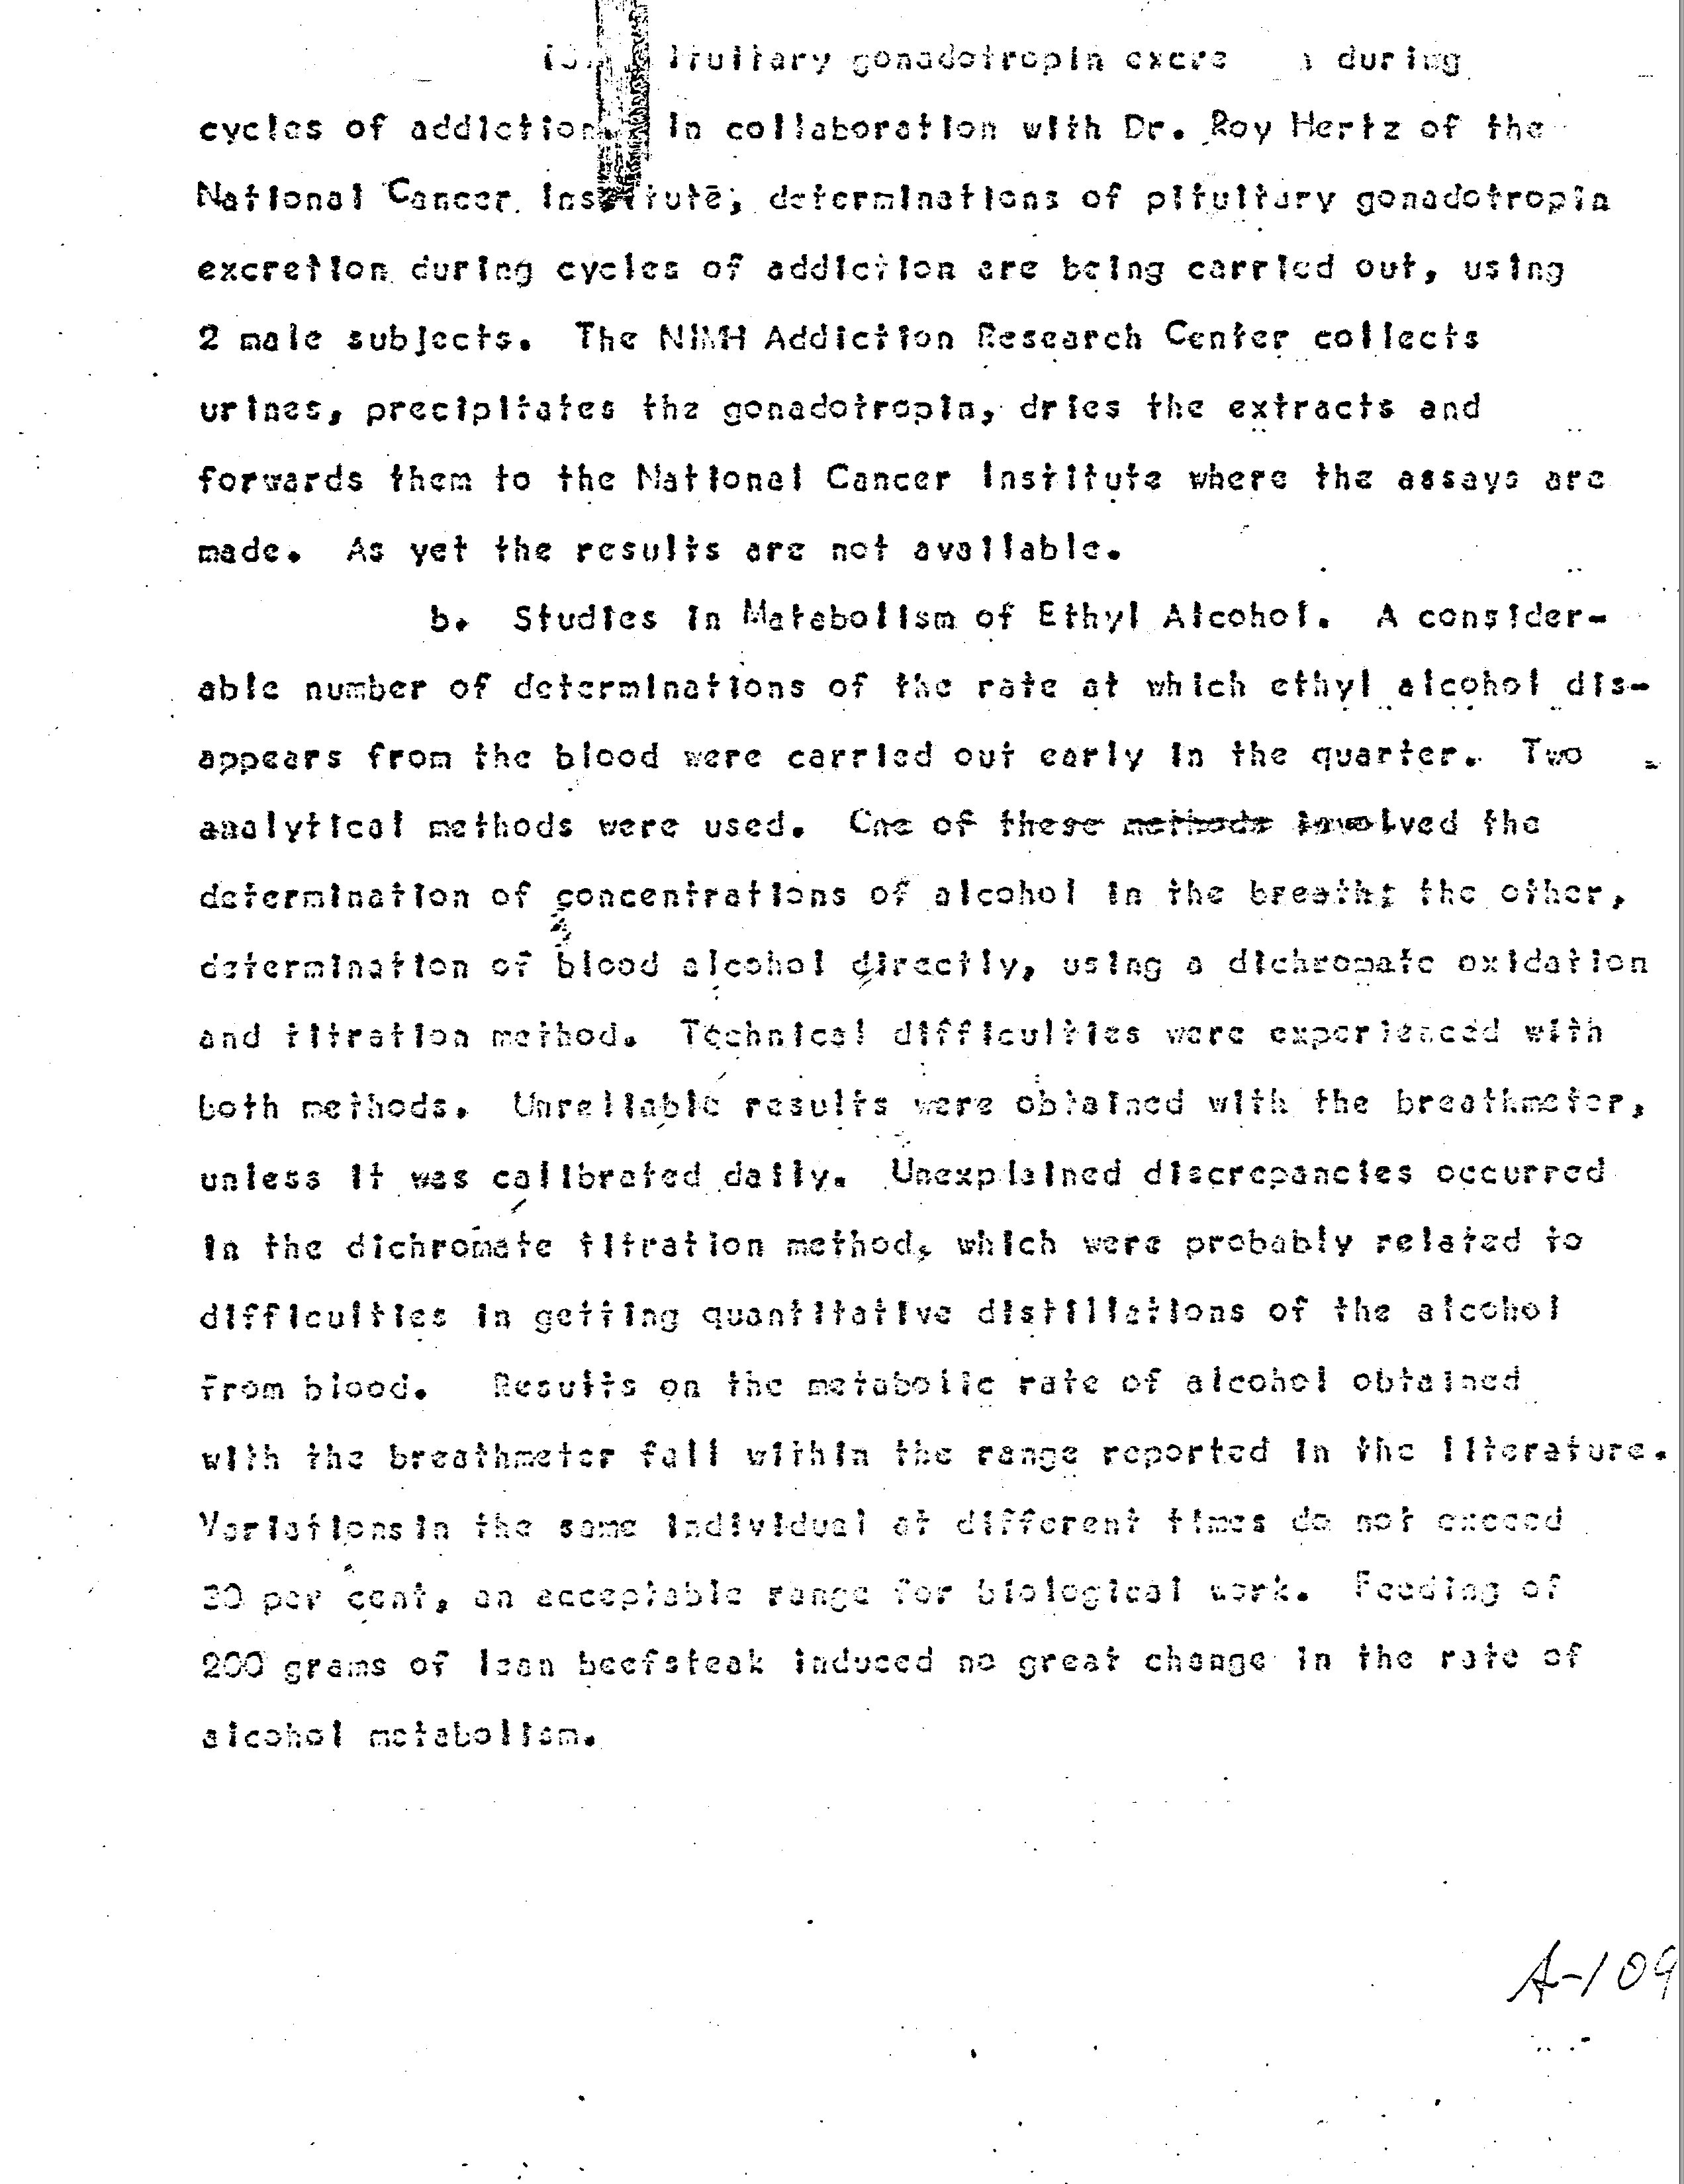 gonadotropin during
cycles of addiction. In collaboration with Dr. Roy Hertz of the
National Cancer Institute, determinations of pituitary gonadotropin
excretion during cycles of addiction are being carried out, using
2 male subjects. The NIMH Addiction Research Center collects
urines, precipitates the gonadotropin, dries the extracts and
forwards them to the National Cancer Institute where the assays are
made. As yet the results are not available.
b. Studies in Metabolism of Ethyl Alcohol. A consider-
able number of determinations of the rate at which ethyl alcohol dis-
appears from the blood were carried out early in the quarter. Two
analytical methods were used. One of these methods involved the
determination of concentrations of alcohol in the breath; the other,
determination of blood alcohol directly, using a dichromate oxidation
and titration method. Technical difficulties were experienced with
both methods. Unreliable results were obtained with the breathmeter,
unless it was calibrated daily. Unexplained discrepancies occurred
in the dichromate titration method, which were probably related to
difficulties in getting quantitative distillations of the alcohol
from blood. Results on the metabolic rate of alcohol obtained
with the breathmeter fall within the range reported in the literature.
Variations in the same individual at different times do not exceed
per cent, an acceptable range for biological work. Feeding of
200 grams of lean beefsteak induced no great change in the rate of
alcohol metabolism.
A-109